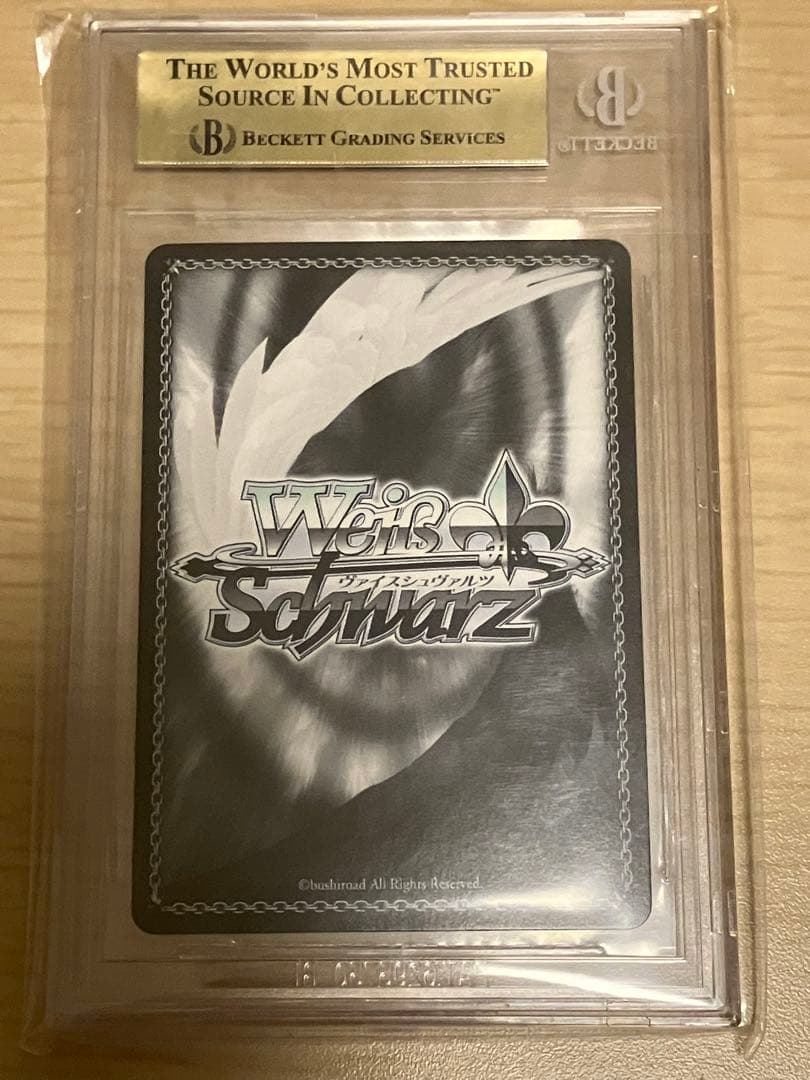 THE WORLD'S MOST TRUSTED
SOURCE IN COLLECTING™
B BECKETT GRADING SERVICES
B
BECKETT®
Weiß
ヴァイスシュヴァルツ
Schwarz
©bushiroad All Rights Reserved.